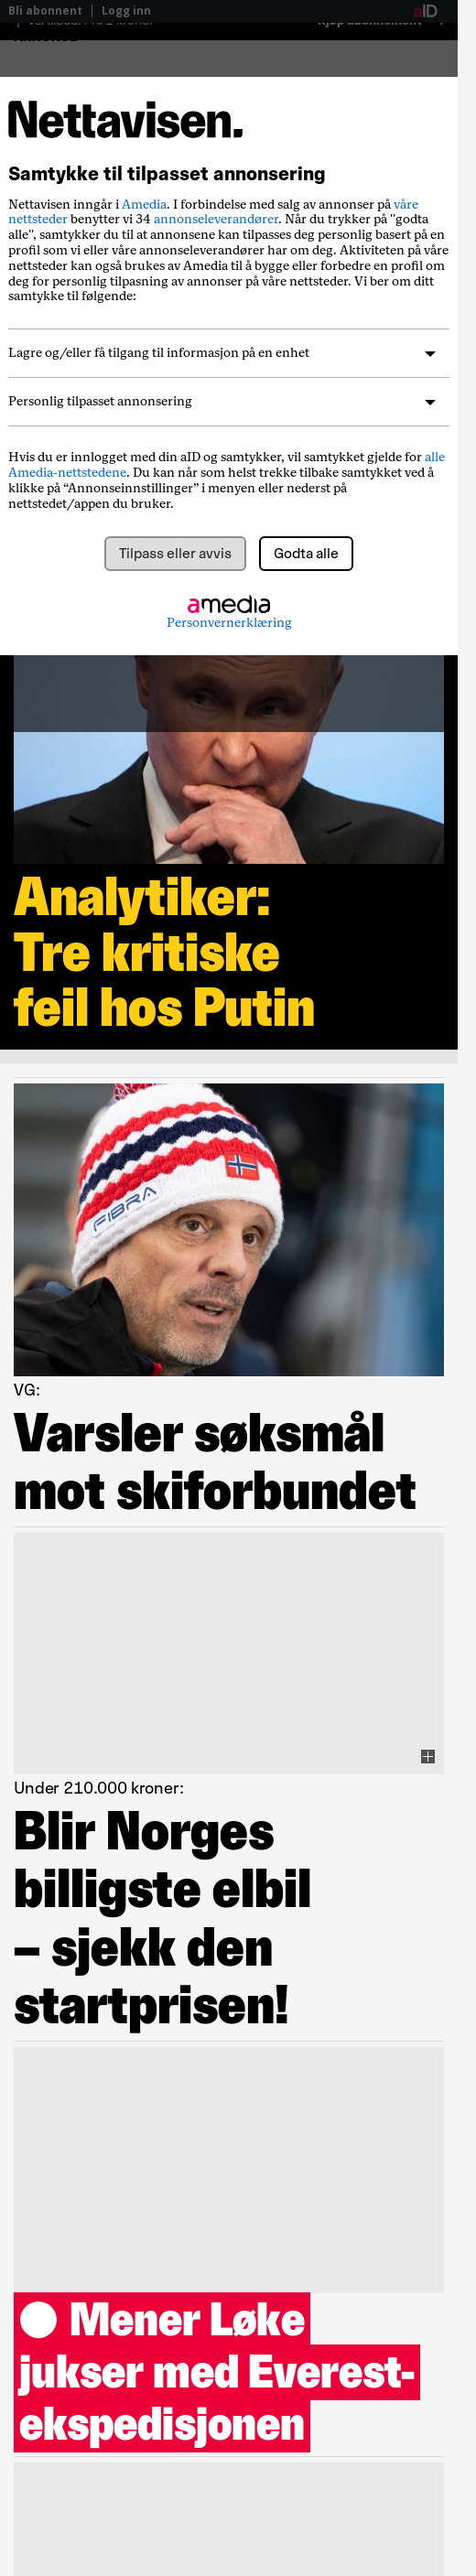 Bli abonnent | Logg inn
aID
Nettavisen.
Samtykke til tilpasset annonsering
Nettavisen inngår i Amedia. I forbindelse med salg av annonser på våre
nettsteder benytter vi 34 annonseleverandører. Når du trykker på "godta
alle", samtykker du til at annonsene kan tilpasses deg personlig basert på en
profil som vi eller våre annonseleverandører har om deg. Aktiviteten på våre
nettsteder kan også brukes av Amedia til å bygge eller forbedre en profil om
deg for personlig tilpasning av annonser på våre nettsteder. Vi ber om ditt
samtykke til følgende:
Lagre og/eller få tilgang til informasjon på en enhet
Personlig tilpasset annonsering
Hvis du er innlogget med din aID og samtykker, vil samtykket gjelde for alle
Amedia-nettstedene. Du kan når som helst trekke tilbake samtykket ved å
klikke på “Annonseinnstillinger” i menyen eller nederst på
nettstedet/appen du bruker.
Tilpass eller avvis
Godta alle
amedia
Personvernerklæring
Analytiker:
Tre kritiske
feil hos Putin
FIBRA
VG:
Varsler søksmål
mot skiforbundet
Under 210.000 kroner:
Blir Norges
billigste elbil
– sjekk den
startprisen!
Mener Løke
jukser med Everest-
ekspedisjonen